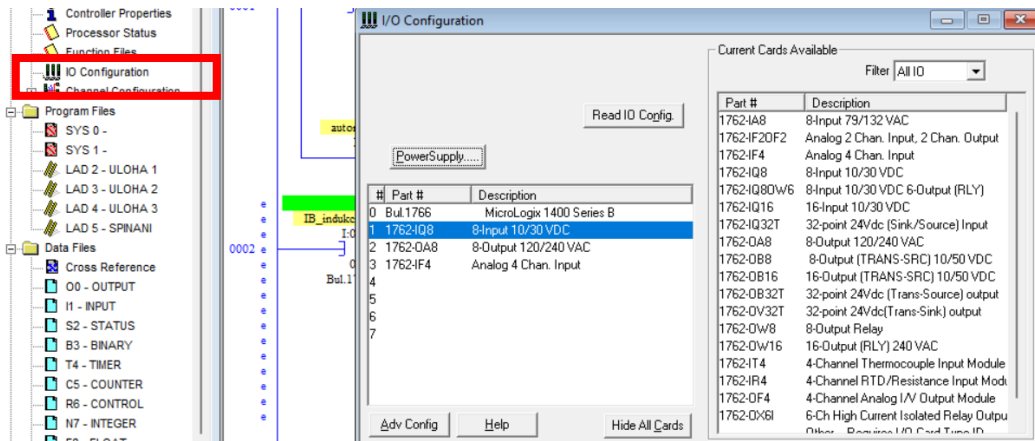 Controller Properties
Processor Status
Function Files
IO Configuration
Channel Configuration
Program Files
SYS 0 -
SYS 1 -
LAD 2 - ULOHA 1
LAD 3 - ULOHA 2
LAD 4 - ULOHA 3
LAD 5 - SPINANI
Data Files
Cross Reference
O0 - OUTPUT
I1 - INPUT
S2 - STATUS
B3 - BINARY
T4 - TIMER
C5 - COUNTER
R6 - CONTROL
N7 - INTEGER
F8 - FLOAT
0001
e
e
e
0002 e
e
e
e
e
e
e
e
e
I/O Configuration
Read IO Config.
PowerSupply.....
# Part # Description
0 Bul.1766 MicroLogix 1400 Series B
1 1762-IQ8 8-Input 10/30 VDC
2 1762-OA8 8-Output 120/240 VAC
3 1762-IF4 Analog 4 Chan. Input
4
5
6
7
Adv Config
Help
Hide All Cards
Current Cards Available
Filter All IO
Part # Description
1762-IA8 8-Input 79/132 VAC
1762-IF2OF2 Analog 2 Chan. Input, 2 Chan. Output
1762-IF4 Analog 4 Chan. Input
1762-IQ8 8-Input 10/30 VDC
1762-IQ8OW6 8-Input 10/30 VDC 6-Output (RLY)
1762-IQ16 16-Input 10/30 VDC
1762-IQ32T 32-point 24Vdc (Sink/Source) Input
1762-OA8 8-Output 120/240 VAC
1762-OB8 8-Output (TRANS-SRC) 10/50 VDC
1762-OB16 16-Output (TRANS-SRC) 10/50 VDC
1762-OB32T 32-point 24Vdc (Trans-Source) output
1762-OV32T 32-point 24Vdc(Trans-Sink) output
1762-OW8 8-Output Relay
1762-OW16 16-Output (RLY) 240 VAC
1762-IT4 4-Channel Thermocouple Input Module
1762-IR4 4-Channel RTD/Resistance Input Modu
1762-OF4 4-Channel Analog I/V Output Module
1762-OX6I 6-Ch High Current Isolated Relay Outpu
Other -- Requires I/O Card Type ID